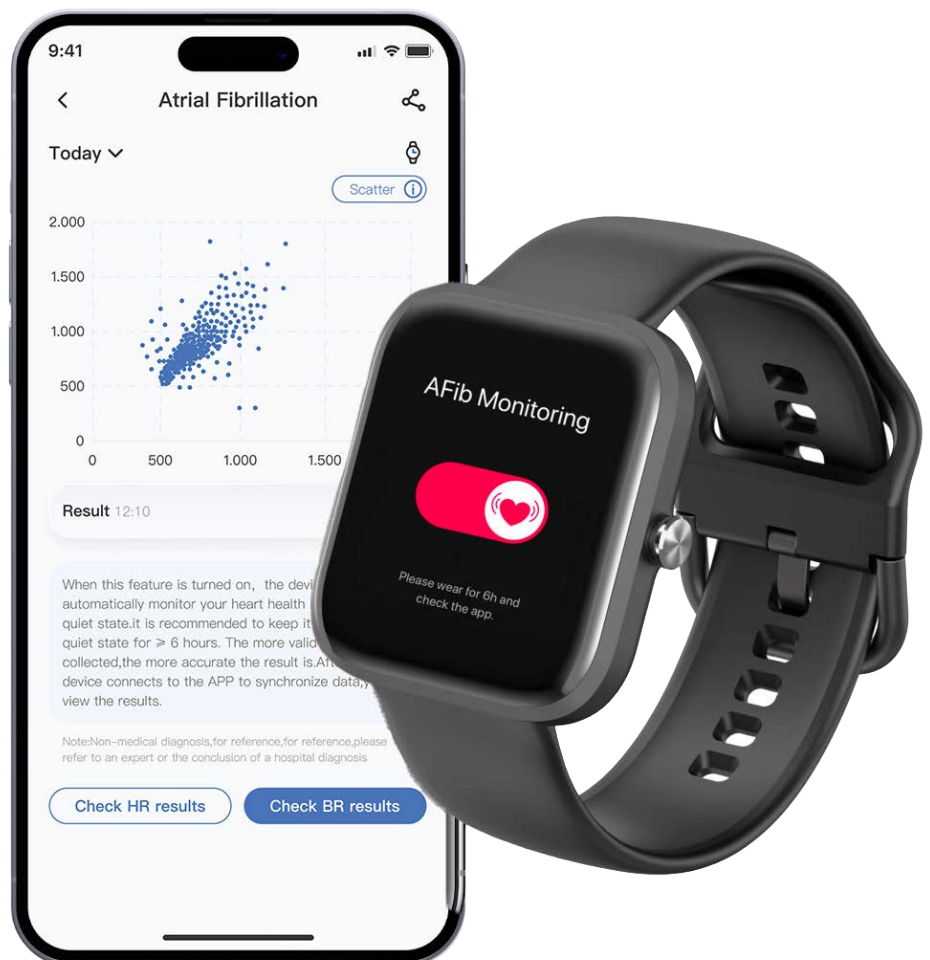 9:41
Atrial Fibrillation
Today
Scatter
2.000
1.500
1.000
500
0
0 500 1.000 1.500
Result 12:10
When this feature is turned on, the devi
automatically monitor your heart health
quiet state.it is recommended to keep it
quiet state for ≥ 6 hours. The more valid
collected,the more accurate the result is.Af
device connects to the APP to synchronize data,y
view the results.
Note:Non-medical diagnosis,for reference,for reference,please
refer to an expert or the conclusion of a hospital diagnosis
Check HR results Check BR results
AFib Monitoring
Please wear for 6h and
check the app.